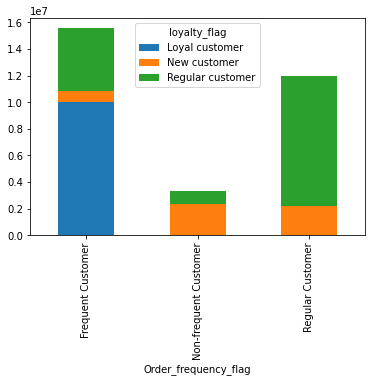 1e7
loyalty_flag
Loyal customer
New customer
Regular customer
1.6
1.4
1.2
1.0
0.8
0.6
0.4
0.2
0.0
Frequent Customer
Non-frequent Customer
Regular Customer
Order_frequency_flag